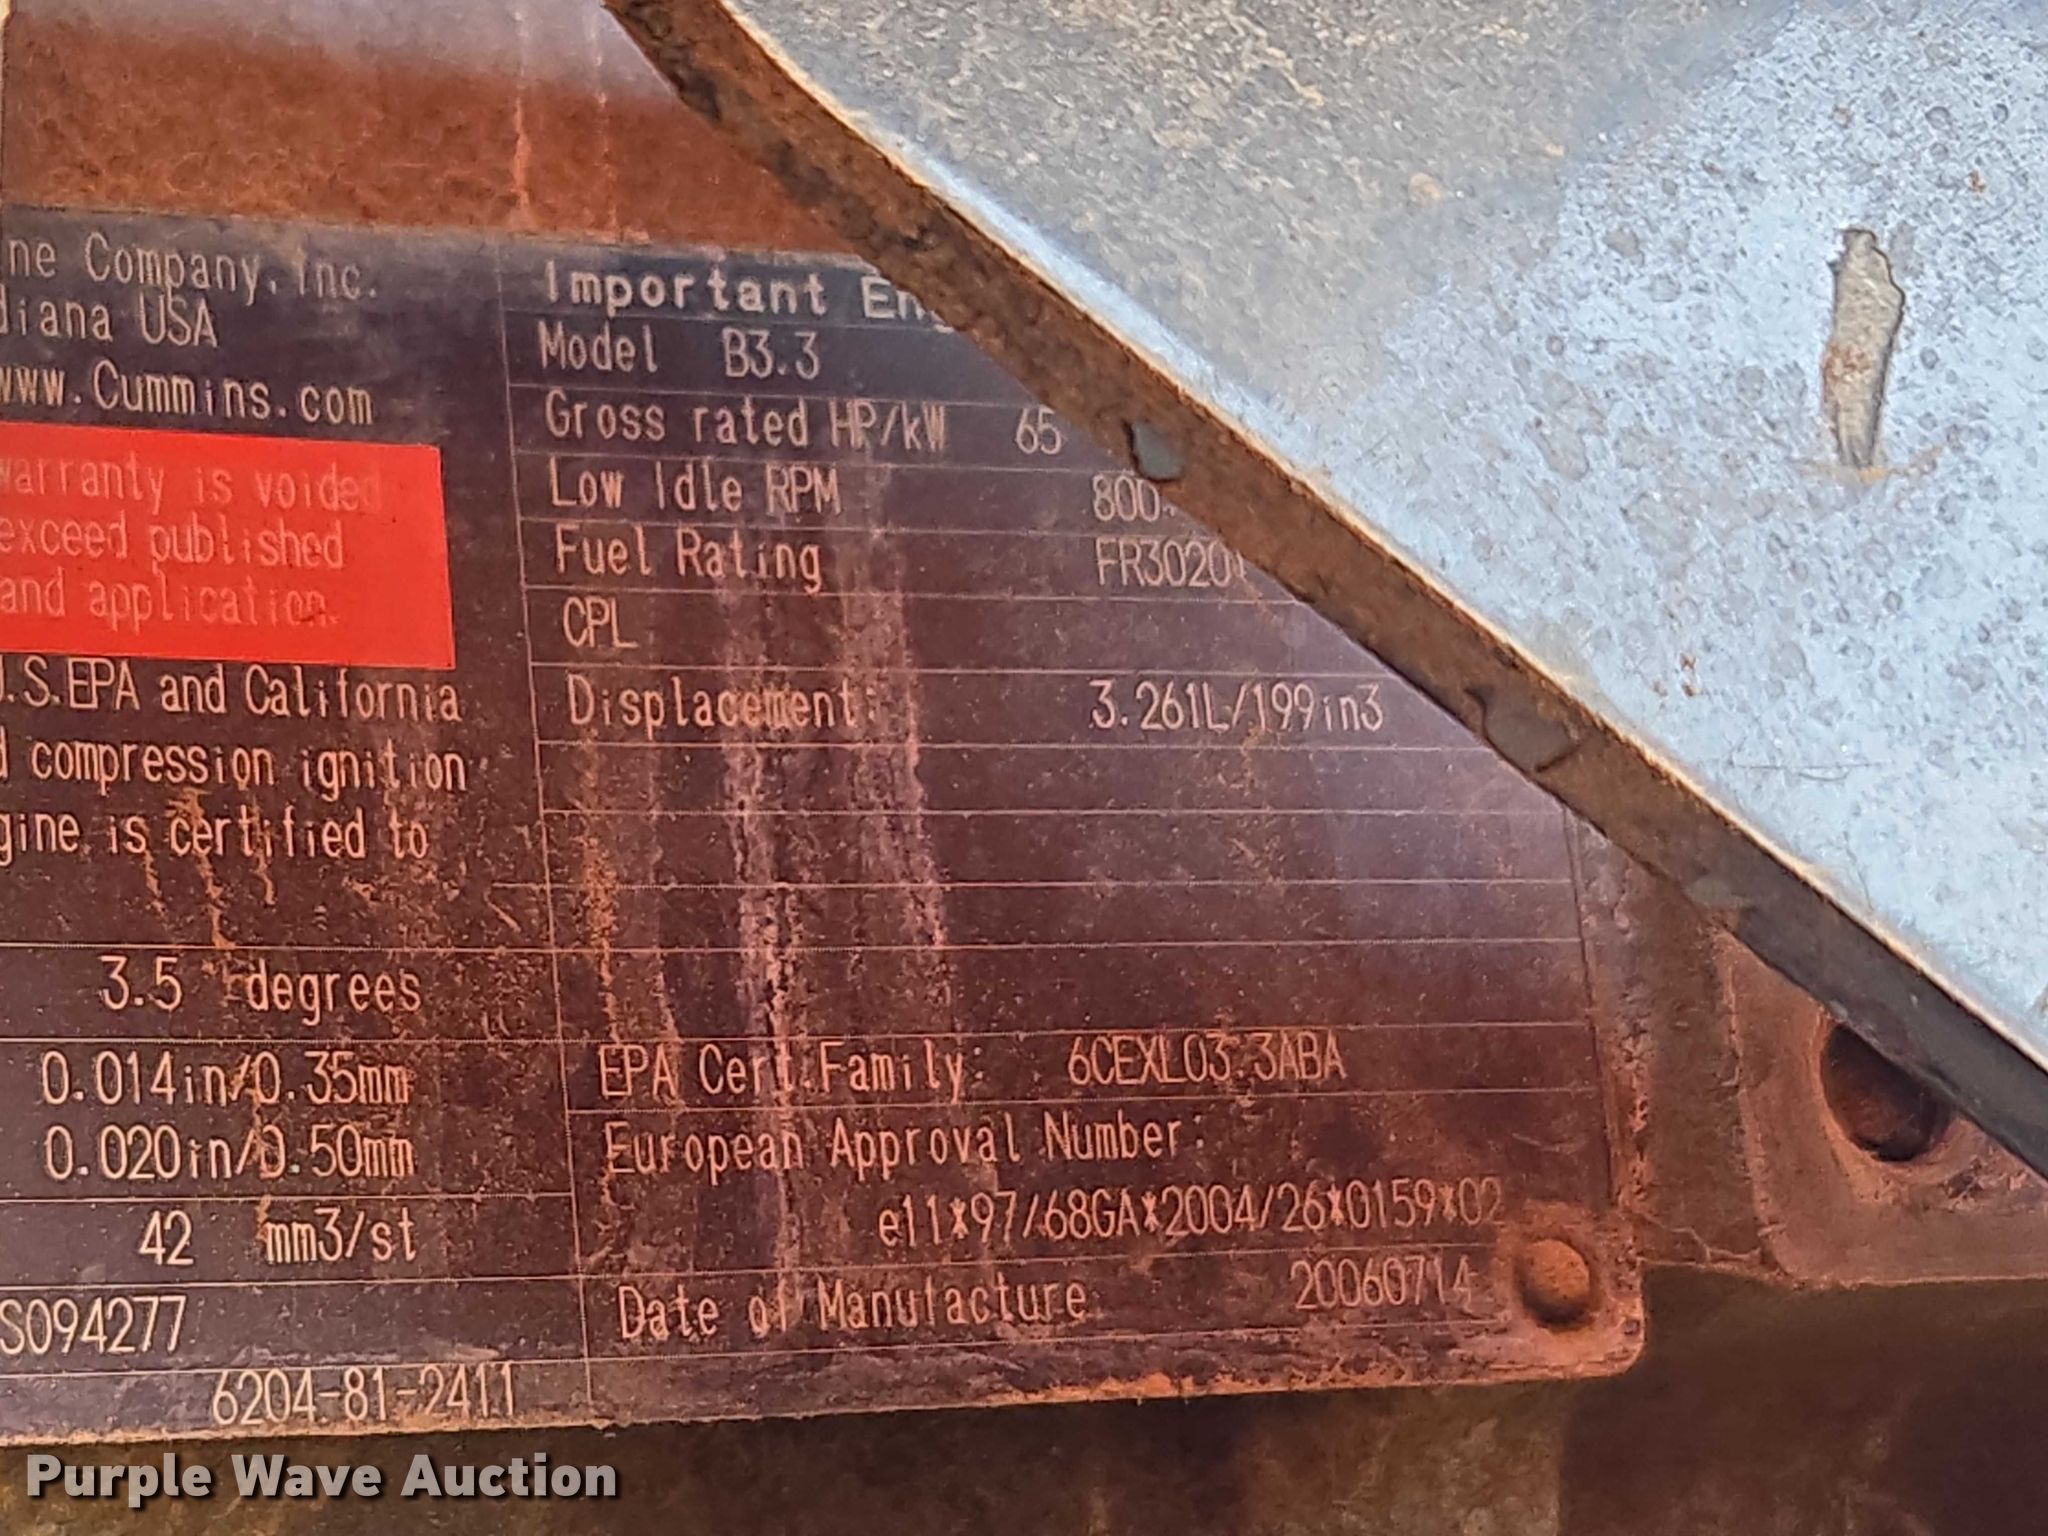 ne Company, Inc.
diana USA
www.Cummins.com
warranty is voided
exceed published
and application.
U.S.EPA and California
d compression ignition
gine is certified to
3.5 degrees
0.014in/0.35mm
0.020in/0.50mm
42 mm3/st
S094277
6204-81-2411
Important Eng
Model B3.3
Gross rated HP/kW 65
Low Idle RPM 800
Fuel Rating FR3020
CPL
Displacement: 3.261L/199in3
EPA Cert.Family: 6CEXL03.3ABA
European Approval Number:
e11*97/68GA*2004/26*0159*02
Date of Manufacture 20060714
Purple Wave Auction